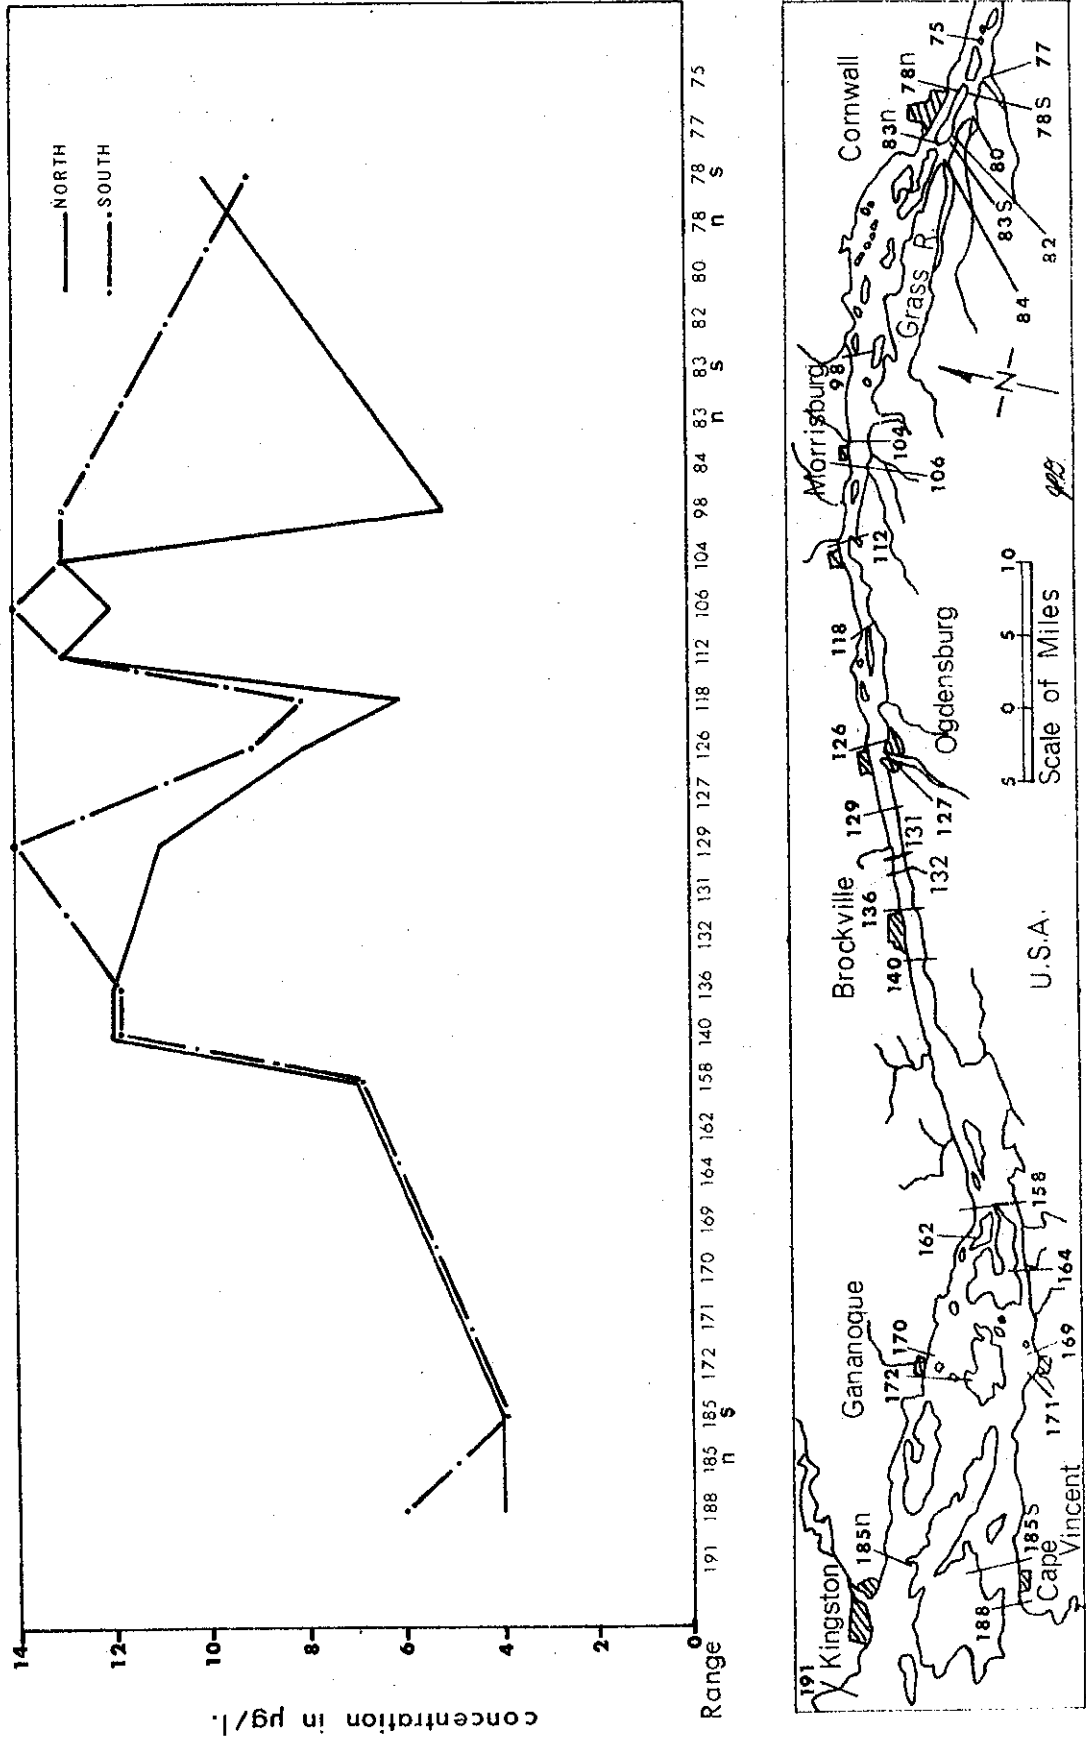 NORTH
SOUTH
14
12
10
8
6
4
2
0
concentration in µg/l.
Range 191 188 185 n 185 s 172 171 170 169 164 162 158 140 136 132 131 129 127 126 118 112 106 104 98 84 83 n 83 s 82 80 78 n 78 s 77 75
191
Kingston
185n
188
185S
Cape Vincent
Gananoque
172
170
171
169
162
164
158
Brockville
140
136
132
131
129
127
126
Ogdensburg
118
112
Morrisburg
106
104
98
Grass R.
Cornwall
83n
78n
75
84
82
83S
80
78S
77
U.S.A.
5 0 5 10
Scale of Miles
-N-